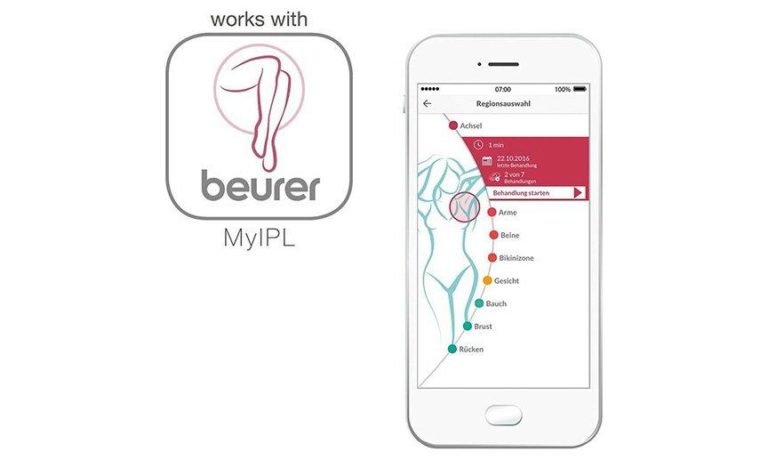 works with
beurer
MyIPL
07:00
100%
Regionsauswahl
Achsel
1 min
22.10.2016
letzte Behandlung
2 von 7
Behandlungen
Behandlung starten
Arme
Beine
Bikinizone
Gesicht
Bauch
Brust
Rücken